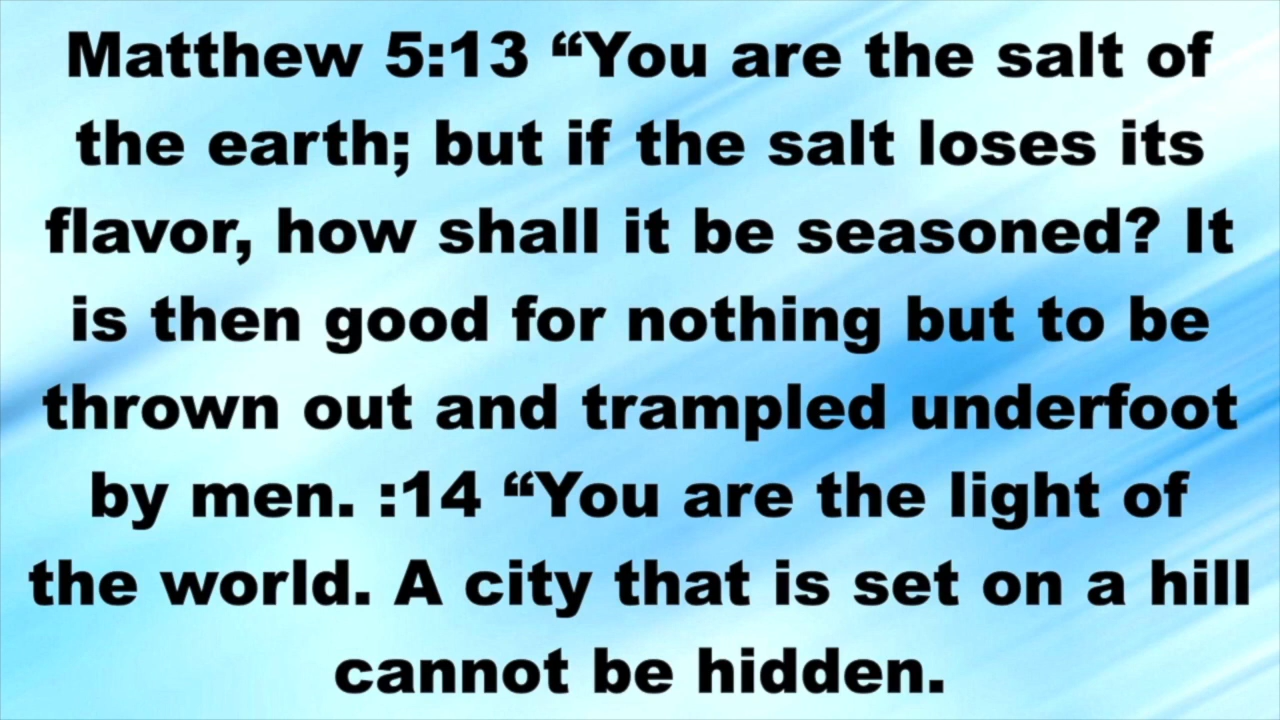 Matthew 5:13 “You are the salt of
the earth; but if the salt loses its
flavor, how shall it be seasoned? It
is then good for nothing but to be
thrown out and trampled underfoot
by men. :14 “You are the light of
the world. A city that is set on a hill
cannot be hidden.